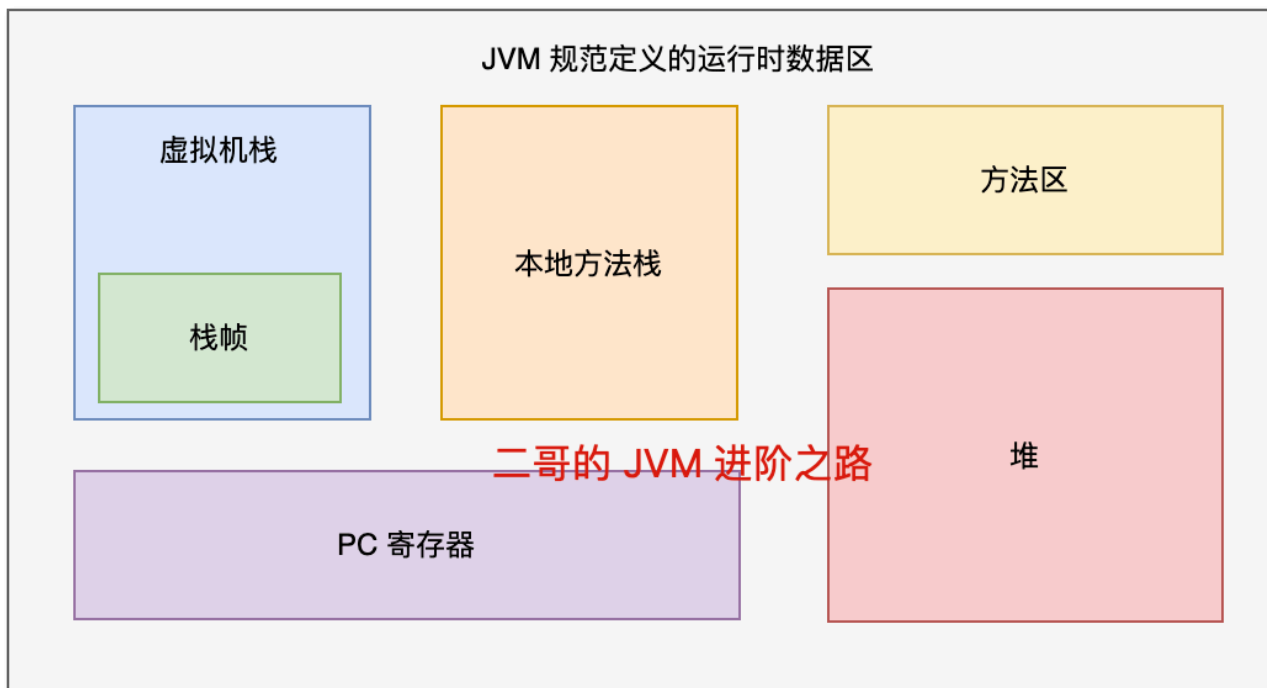 JVM 规范定义的运行时数据区
虚拟机栈
栈帧
本地方法栈
方法区
堆
二哥的 JVM 进阶之路
PC 寄存器